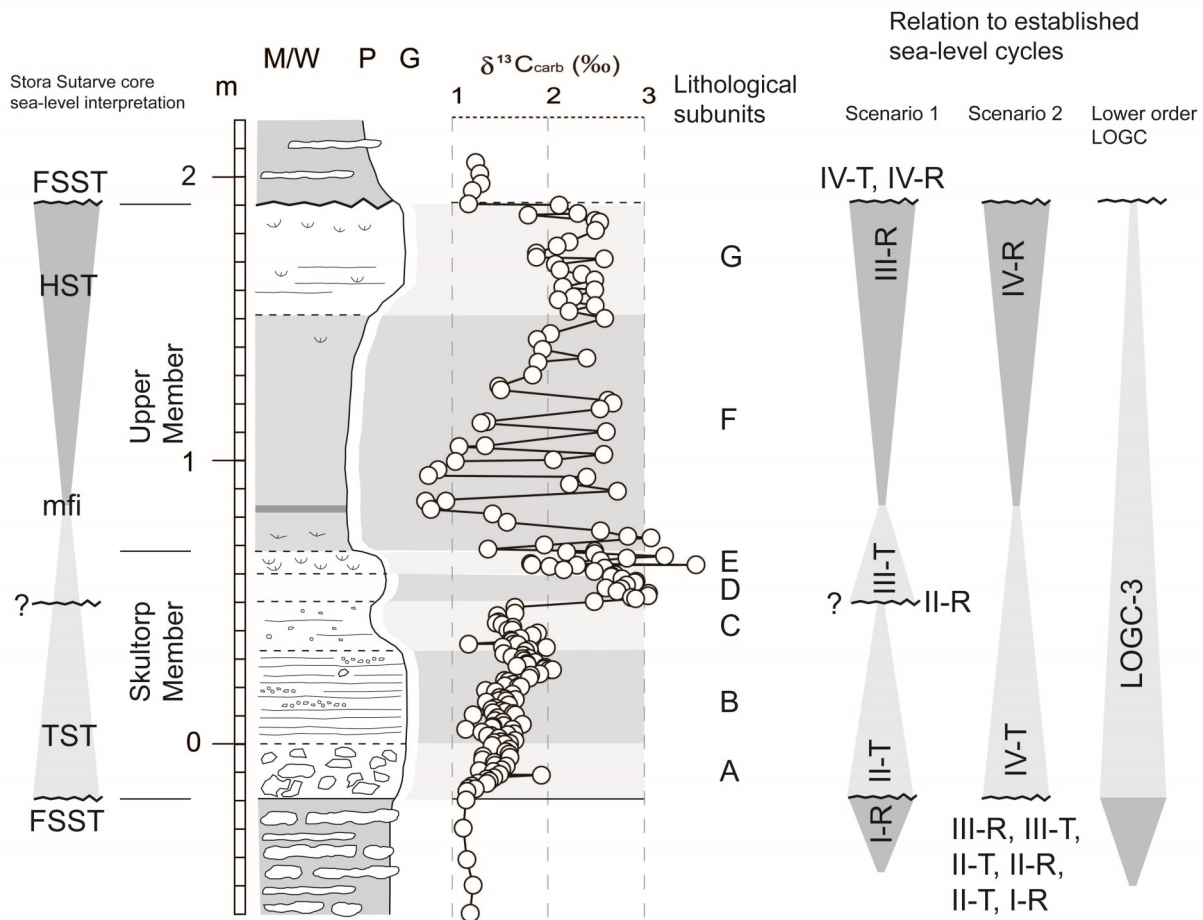 Relation to established
sea-level cycles
Stora Sutarve core
sea-level interpretation
m
M/W P G
δ¹³Ccarb (‰)
1 2 3
Lithological
subunits
Scenario 1
Scenario 2
Lower order
LOGC
FSST
HST
mfi
?
TST
FSST
Upper
Member
Skultorp
Member
2
1
0
G
F
E
D
C
B
A
IV-T, IV-R
III-R
III-T
?
II-R
II-T
I-R
IV-R
IV-T
III-R, III-T,
II-T, II-R,
II-T, I-R
LOGC-3